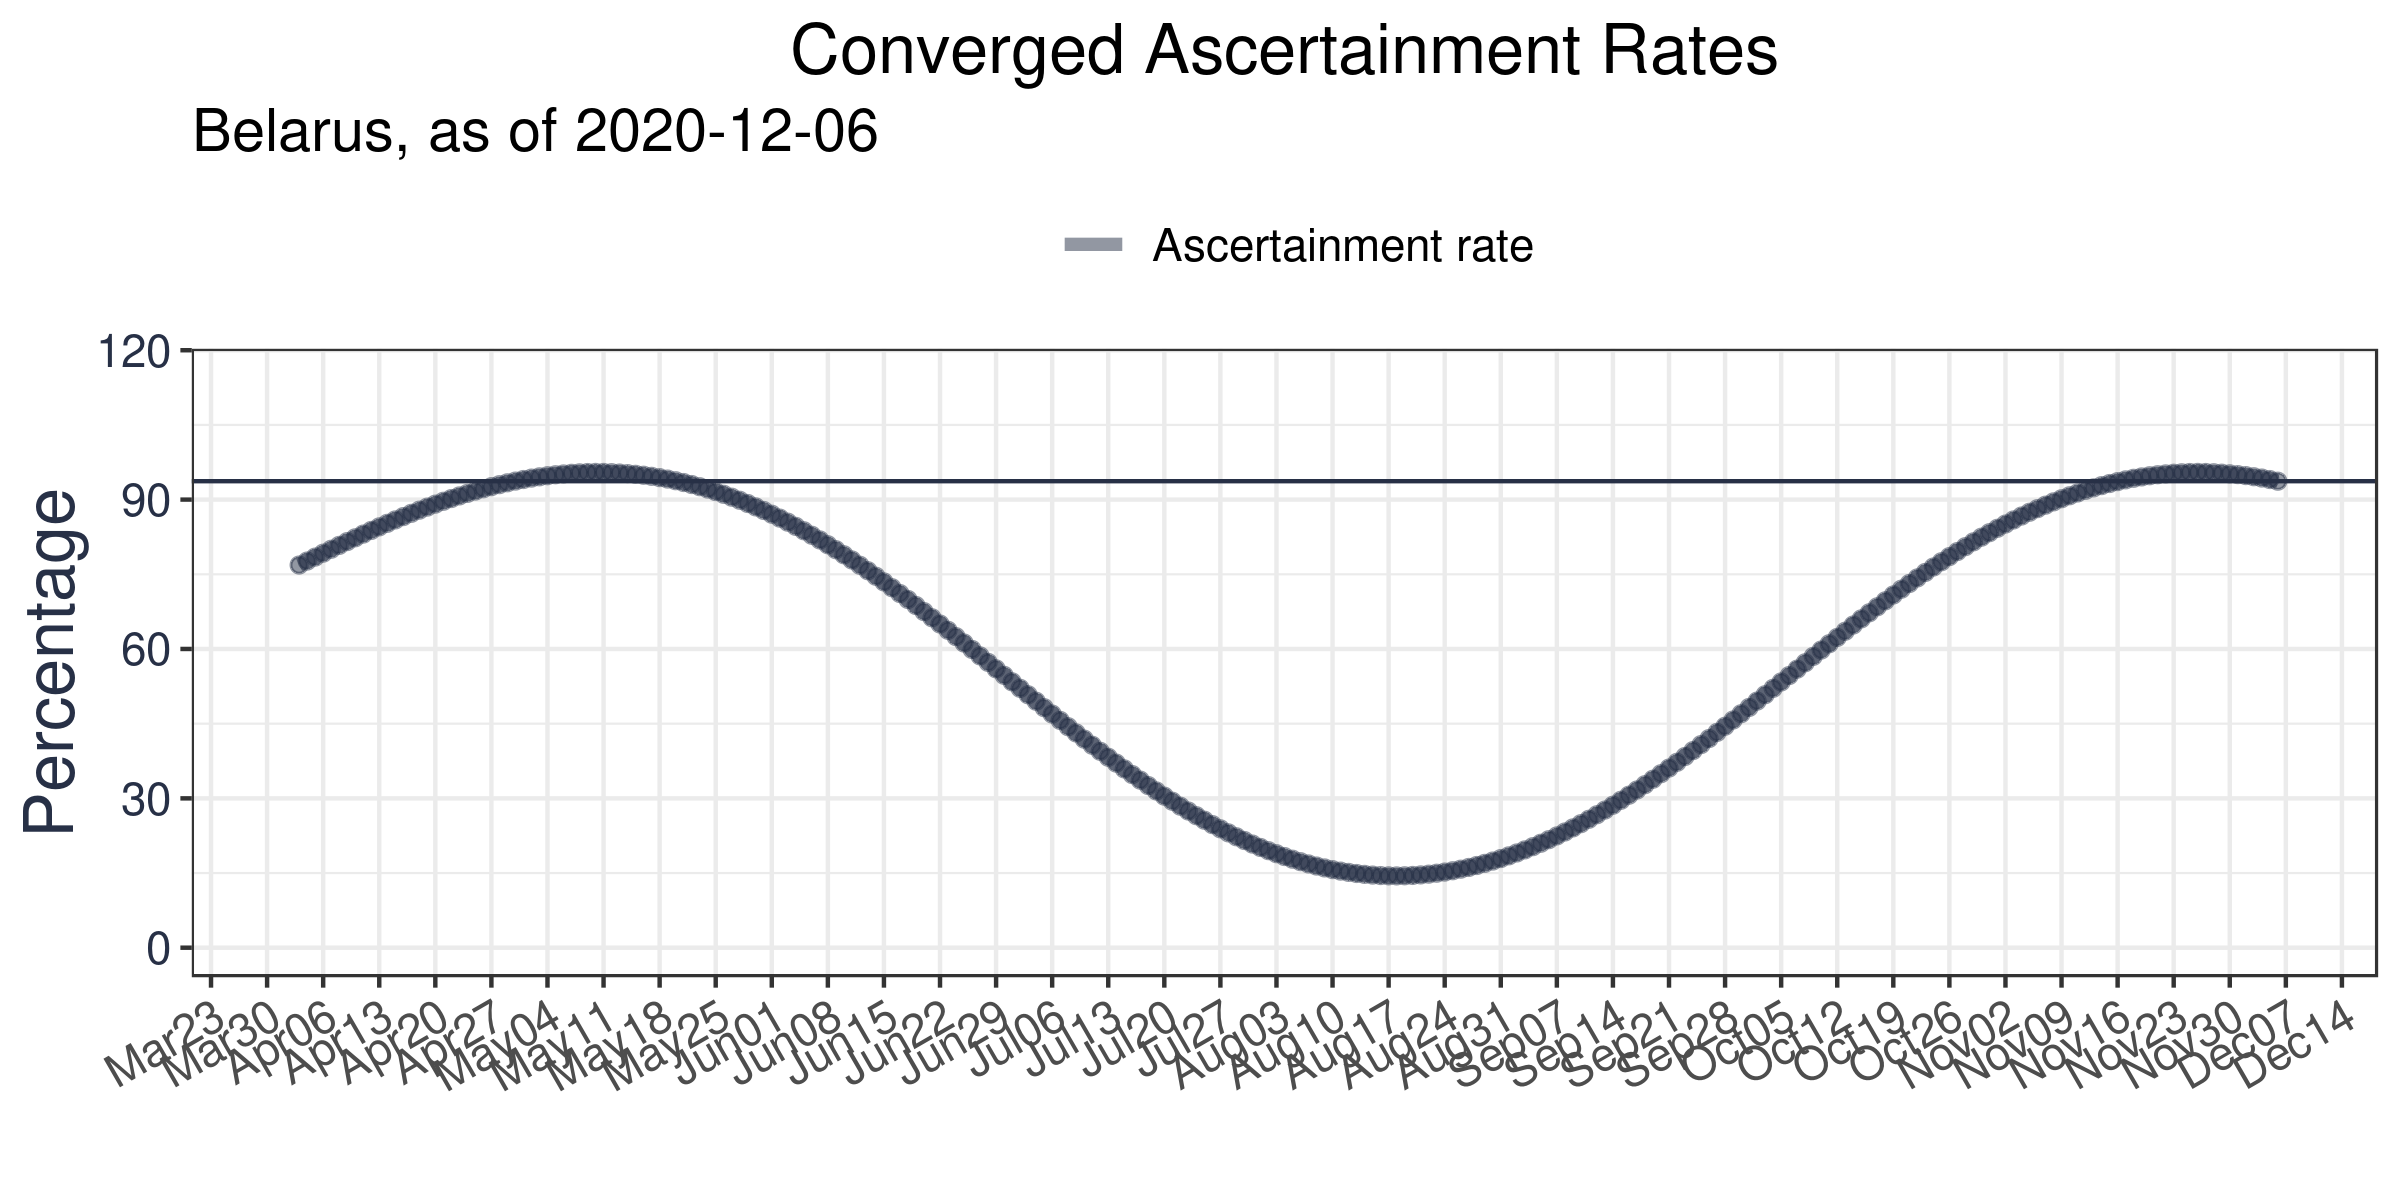 Converged Ascertainment Rates
Belarus, as of 2020-12-06
Ascertainment rate
Percentage
120
90
60
30
0
Mar23
Mar30
Apr06
Apr13
Apr20
Apr27
May04
May11
May18
May25
Jun01
Jun08
Jun15
Jun22
Jun29
Jul06
Jul13
Jul20
Jul27
Aug03
Aug10
Aug17
Aug24
Aug31
Sep07
Sep14
Sep21
Sep28
Oct05
Oct12
Oct19
Oct26
Nov02
Nov09
Nov16
Nov23
Nov30
Dec07
Dec14